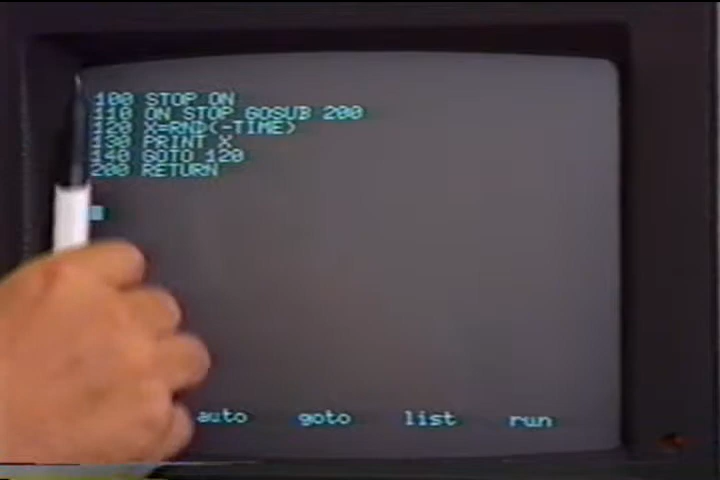 100 STOP ON
110 ON STOP GOSUB 200
120 X=RND(-TIME)
130 PRINT X
140 GOTO 120
200 RETURN
auto goto list run